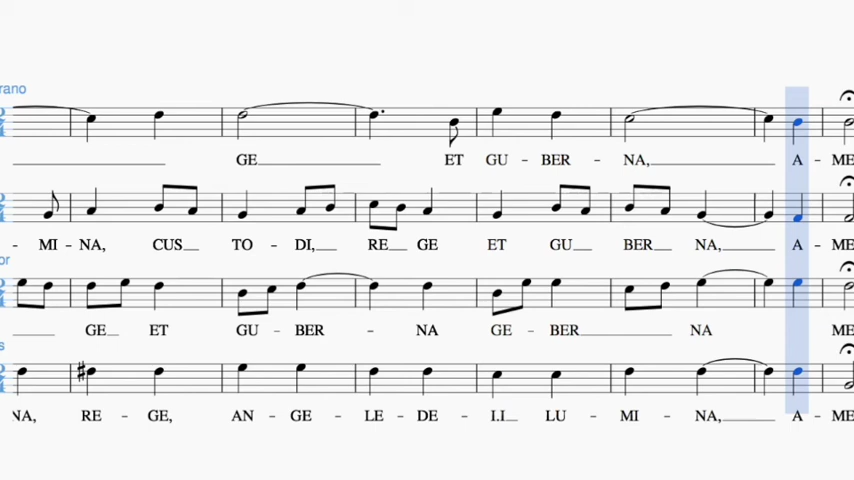 rano
GE ET GU - BER - NA, A - ME
- MI - NA, CUS TO - DI, RE GE ET GU BER - NA, A - ME
or
GE ET GU - BER - NA GE - BER NA ME
s
NA, RE - GE, AN - GE - LE - DE - LI LU - MI - NA, A - ME